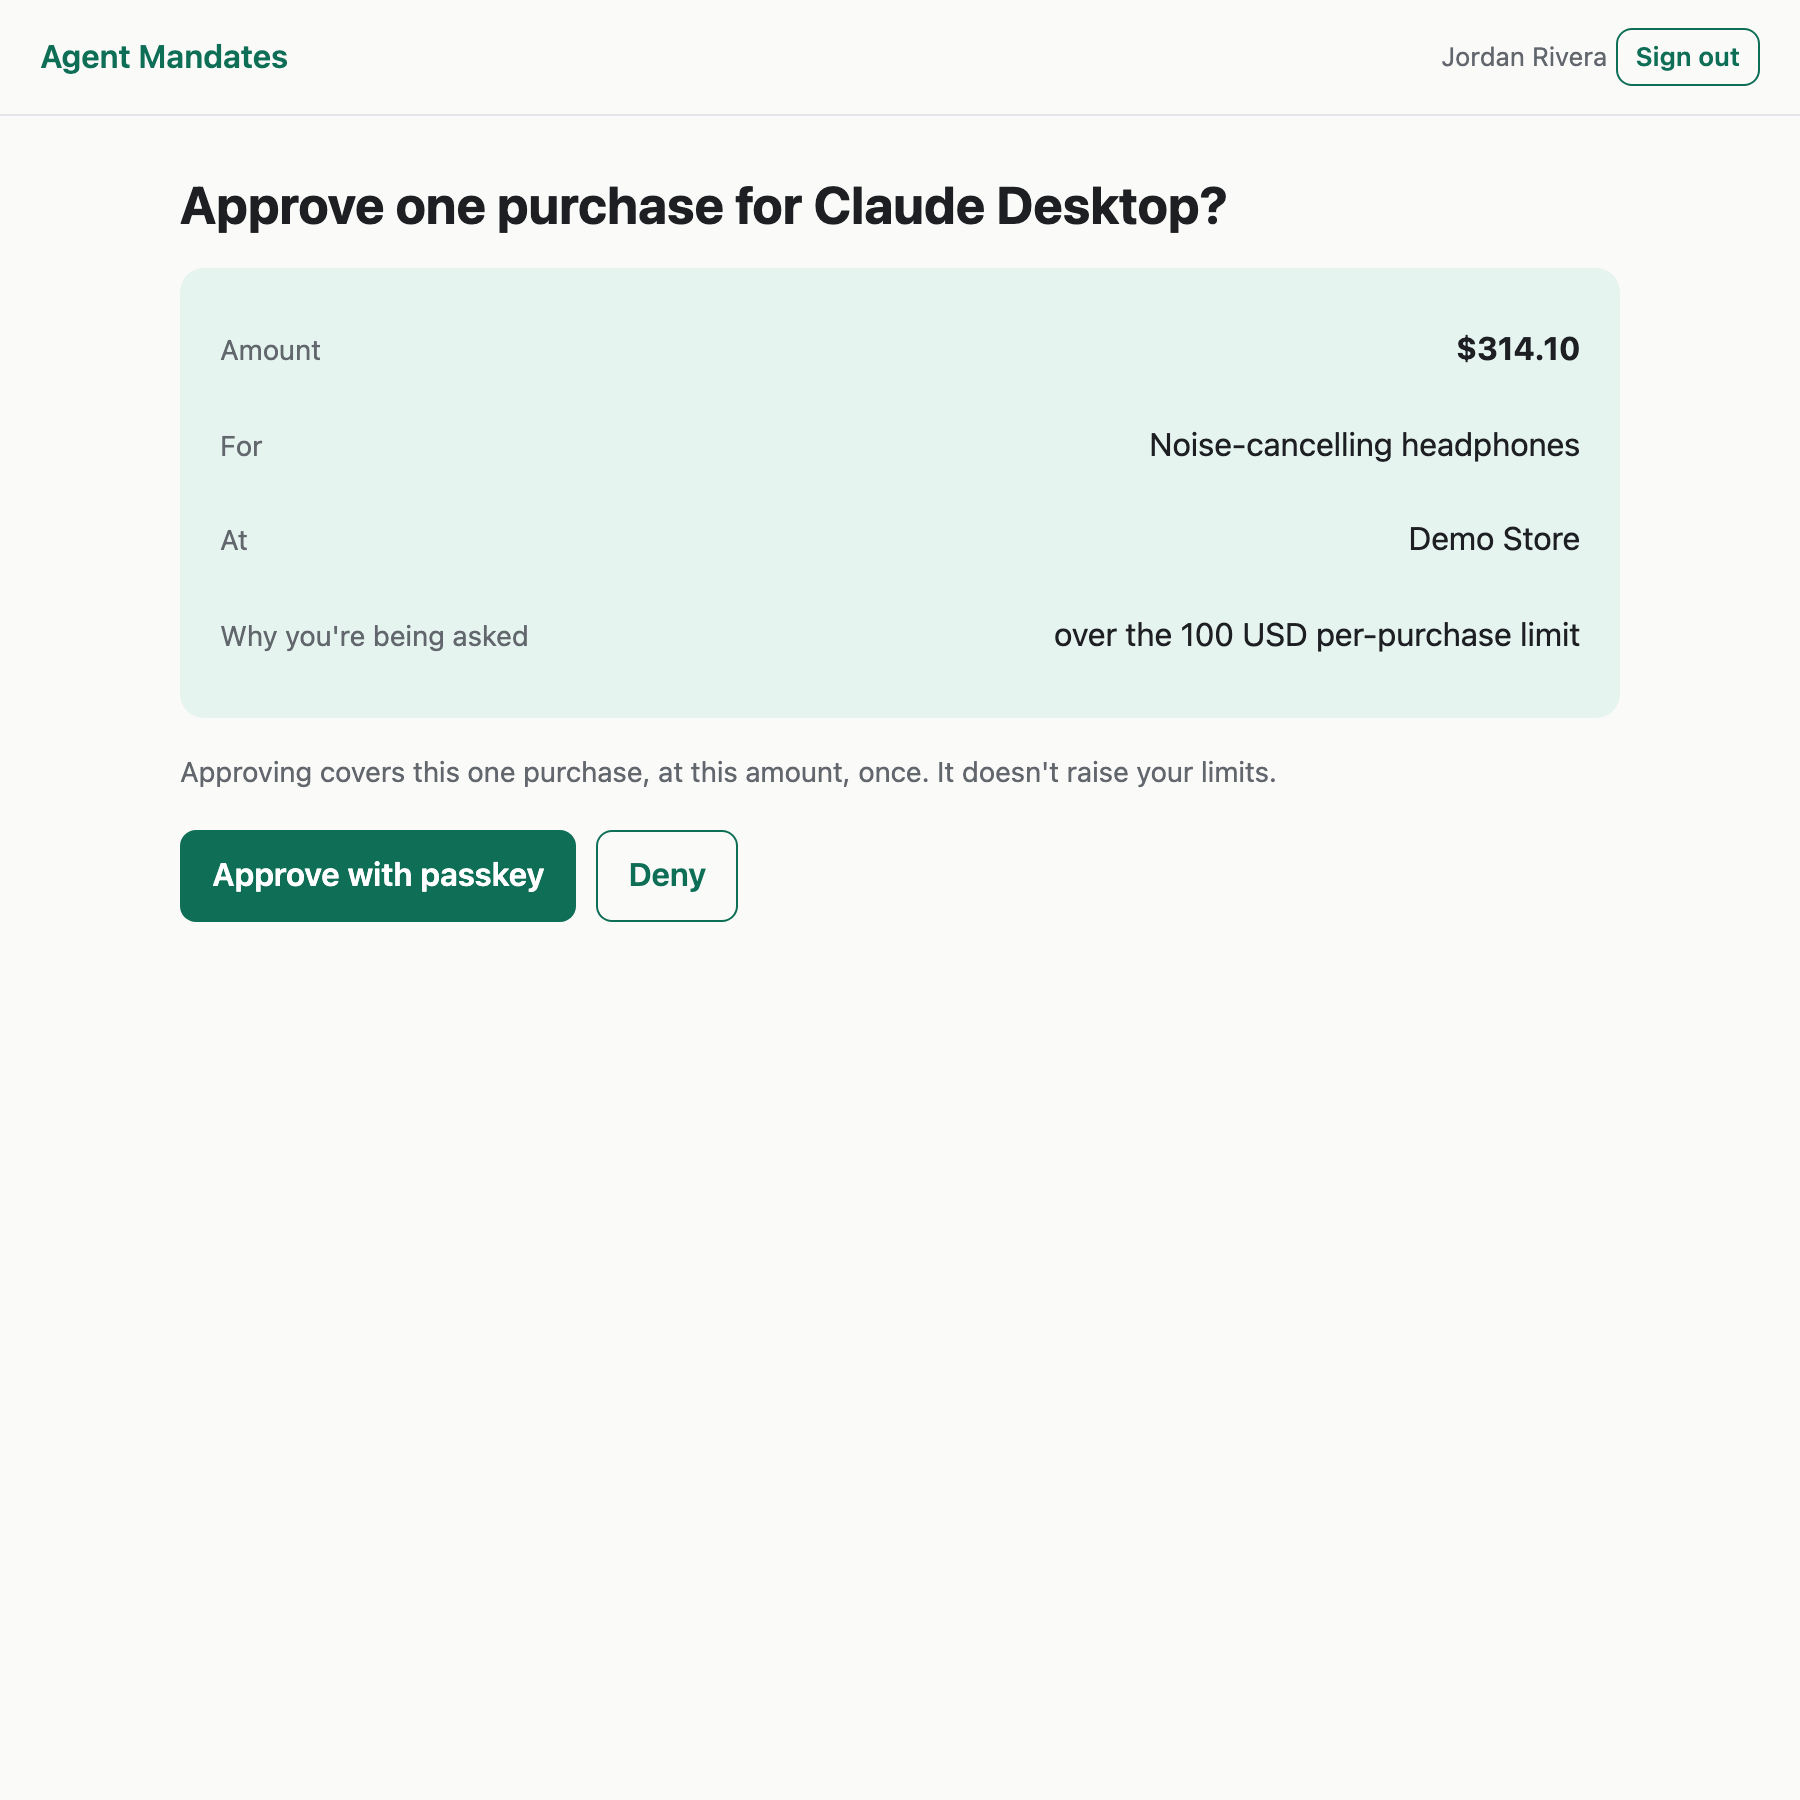 Agent Mandates
Jordan Rivera
Sign out
Approve one purchase for Claude Desktop?
Amount $314.10
For Noise-cancelling headphones
At Demo Store
Why you're being asked over the 100 USD per-purchase limit
Approving covers this one purchase, at this amount, once. It doesn't raise your limits.
Approve with passkey
Deny